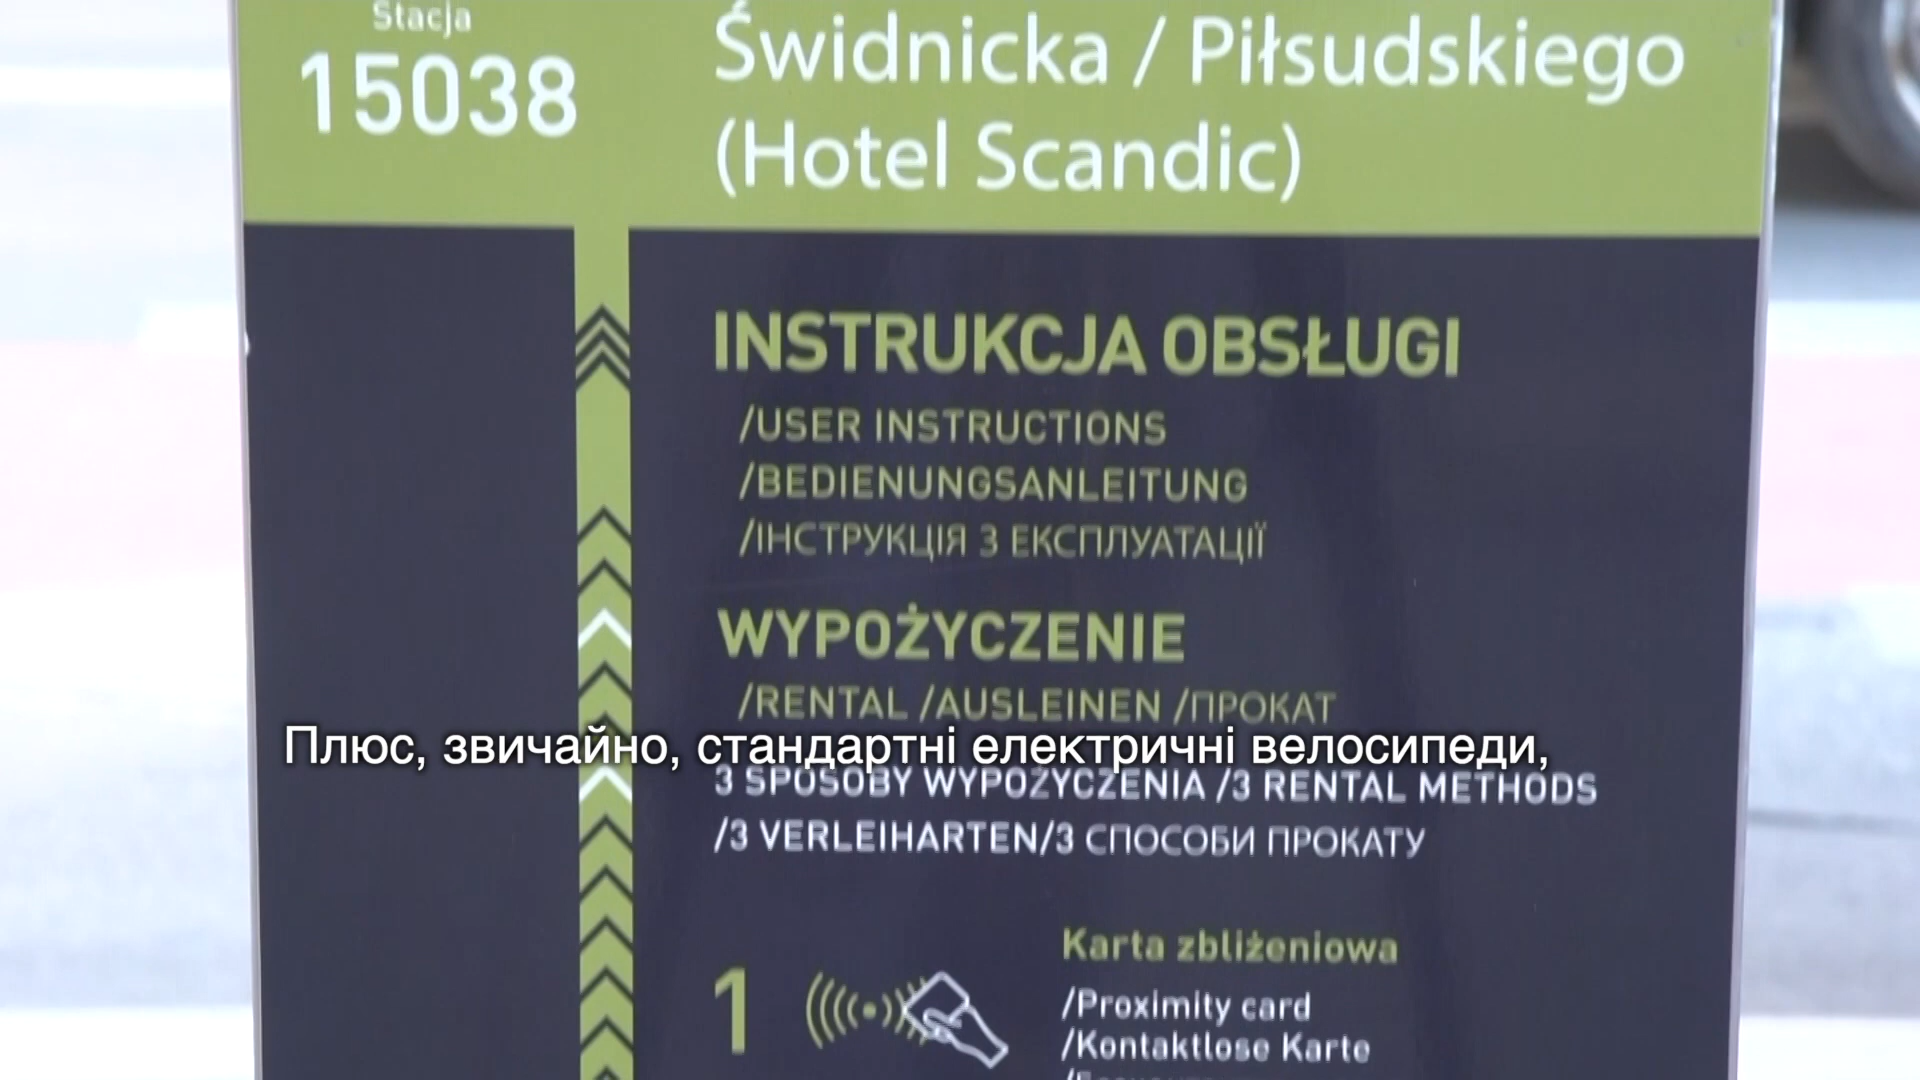 Stacja
15038
Świdnicka / Piłsudskiego
(Hotel Scandic)
INSTRUKCJA OBSŁUGI
/USER INSTRUCTIONS
/BEDIENUNGSANLEITUNG
/ІНСТРУКЦІЯ З ЕКСПЛУАТАЦІЇ
WYPOŻYCZENIE
/RENTAL /AUSLEINEN /ПРОКАТ
Плюс, звичайно, стандартні електричні велосипеди,
3 SPOSOBY WYPOŻYCZENIA /3 RENTAL METHODS
/3 VERLEIHARTEN/3 СПОСОБИ ПРОКАТУ
1
Karta zbliżeniowa
/Proximity card
/Kontaktlose Karte